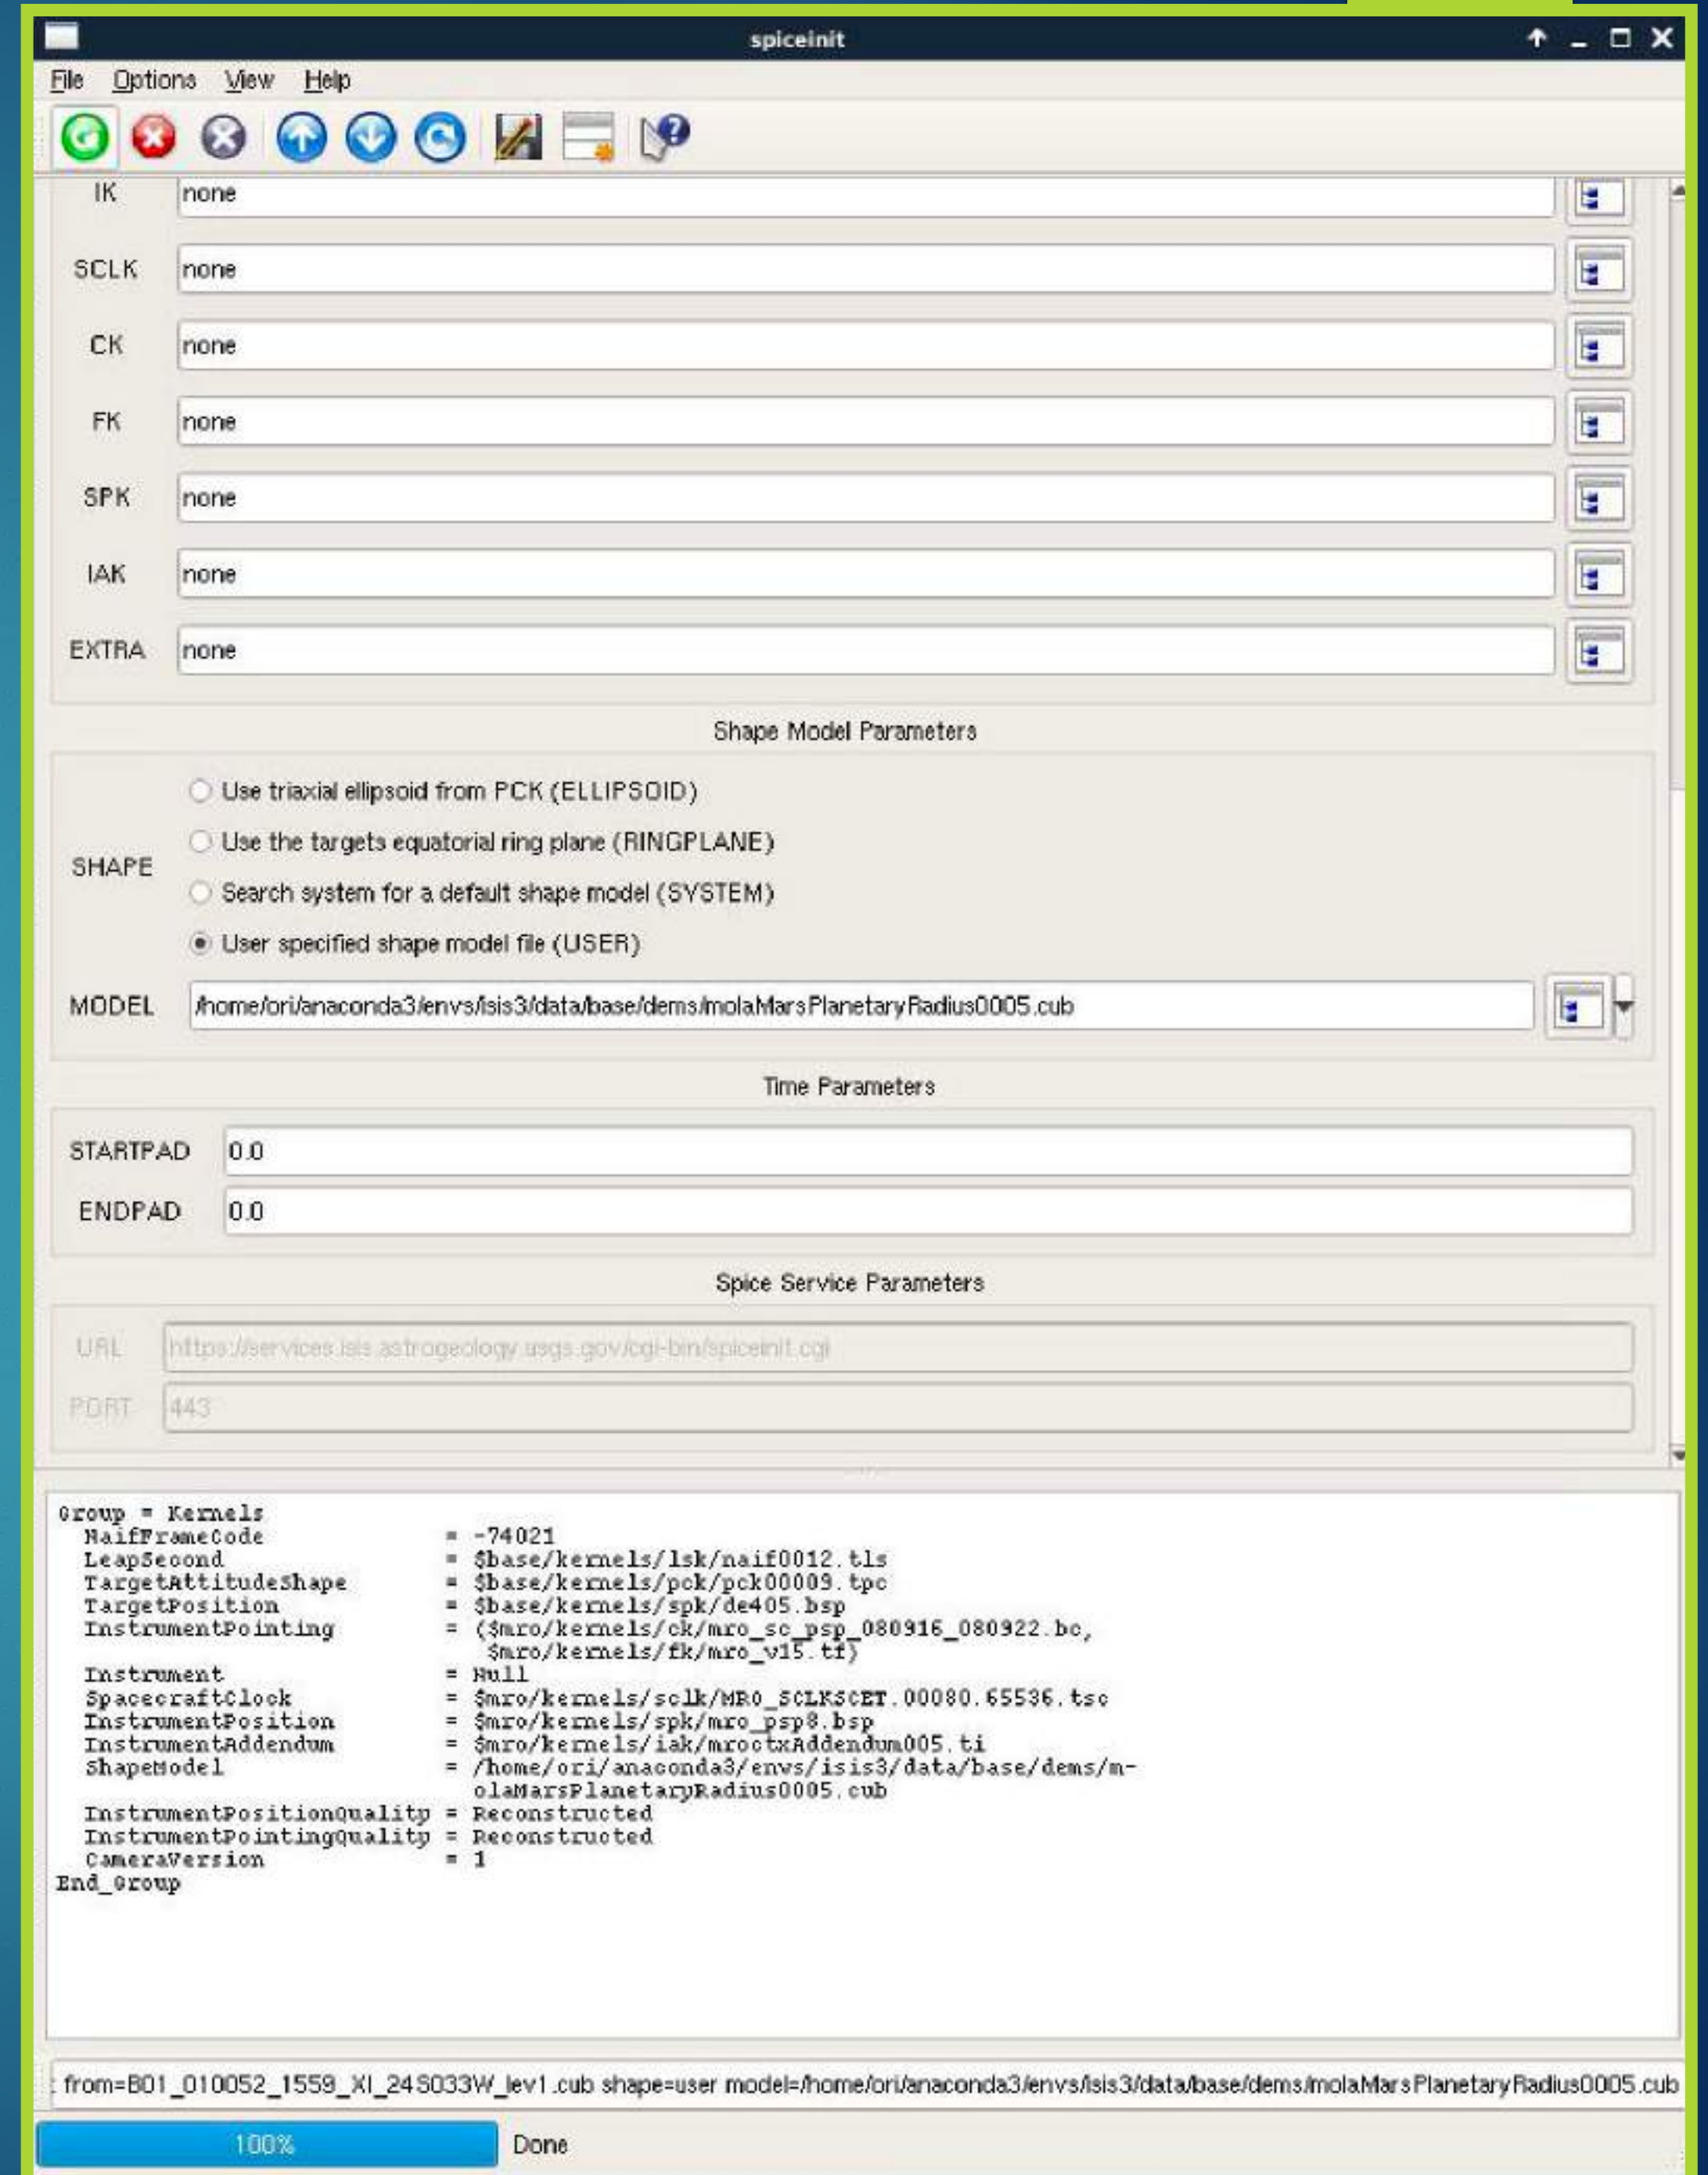 spiceinit
File Options View Help
IK none
SCLK none
CK none
FK none
SPK none
IAK none
EXTRA none
Shape Model Parameters
SHAPE
Use triaxial ellipsoid from PCK (ELLIPSOID)
Use the targets equatorial ring plane (RINGPLANE)
Search system for a default shape model (SYSTEM)
User specified shape model file (USER)
MODEL /home/ori/anaconda3/envs/isis3/data/base/dems/molaMarsPlanetaryRadius0005.cub
Time Parameters
STARTPAD 0.0
ENDPAD 0.0
Spice Service Parameters
URL https://services.isis.astrogeology.usgs.gov/cgi-bin/spiceinit.cgi
PORT 443
Group = Kernels
NaifFrameCode = -74021
LeapSecond = $base/kernels/lsk/naif0012.tls
TargetAttitudeShape = $base/kernels/pck/pck00009.tpc
TargetPosition = $base/kernels/spk/de405.bsp
InstrumentPointing = ($mro/kernels/ck/mro_sc_psp_080916_080922.bc,
$mro/kernels/fk/mro_v15.tf)
Instrument = Null
SpacecraftClock = $mro/kernels/sclk/MRO_SCLKSCET.00080.65536.tsc
InstrumentPosition = $mro/kernels/spk/mro_psp8.bsp
InstrumentAddendum = $mro/kernels/iak/mroctxAddendum005.ti
ShapeModel = /home/ori/anaconda3/envs/isis3/data/base/dems/m-
olaMarsPlanetaryRadius0005.cub
InstrumentPositionQuality = Reconstructed
InstrumentPointingQuality = Reconstructed
CameraVersion = 1
End_Group
: from=B01_010052_1559_XI_24S033W_lev1.cub shape=user model=/home/ori/anaconda3/envs/isis3/data/base/dems/molaMarsPlanetaryRadius0005.cub
100% Done